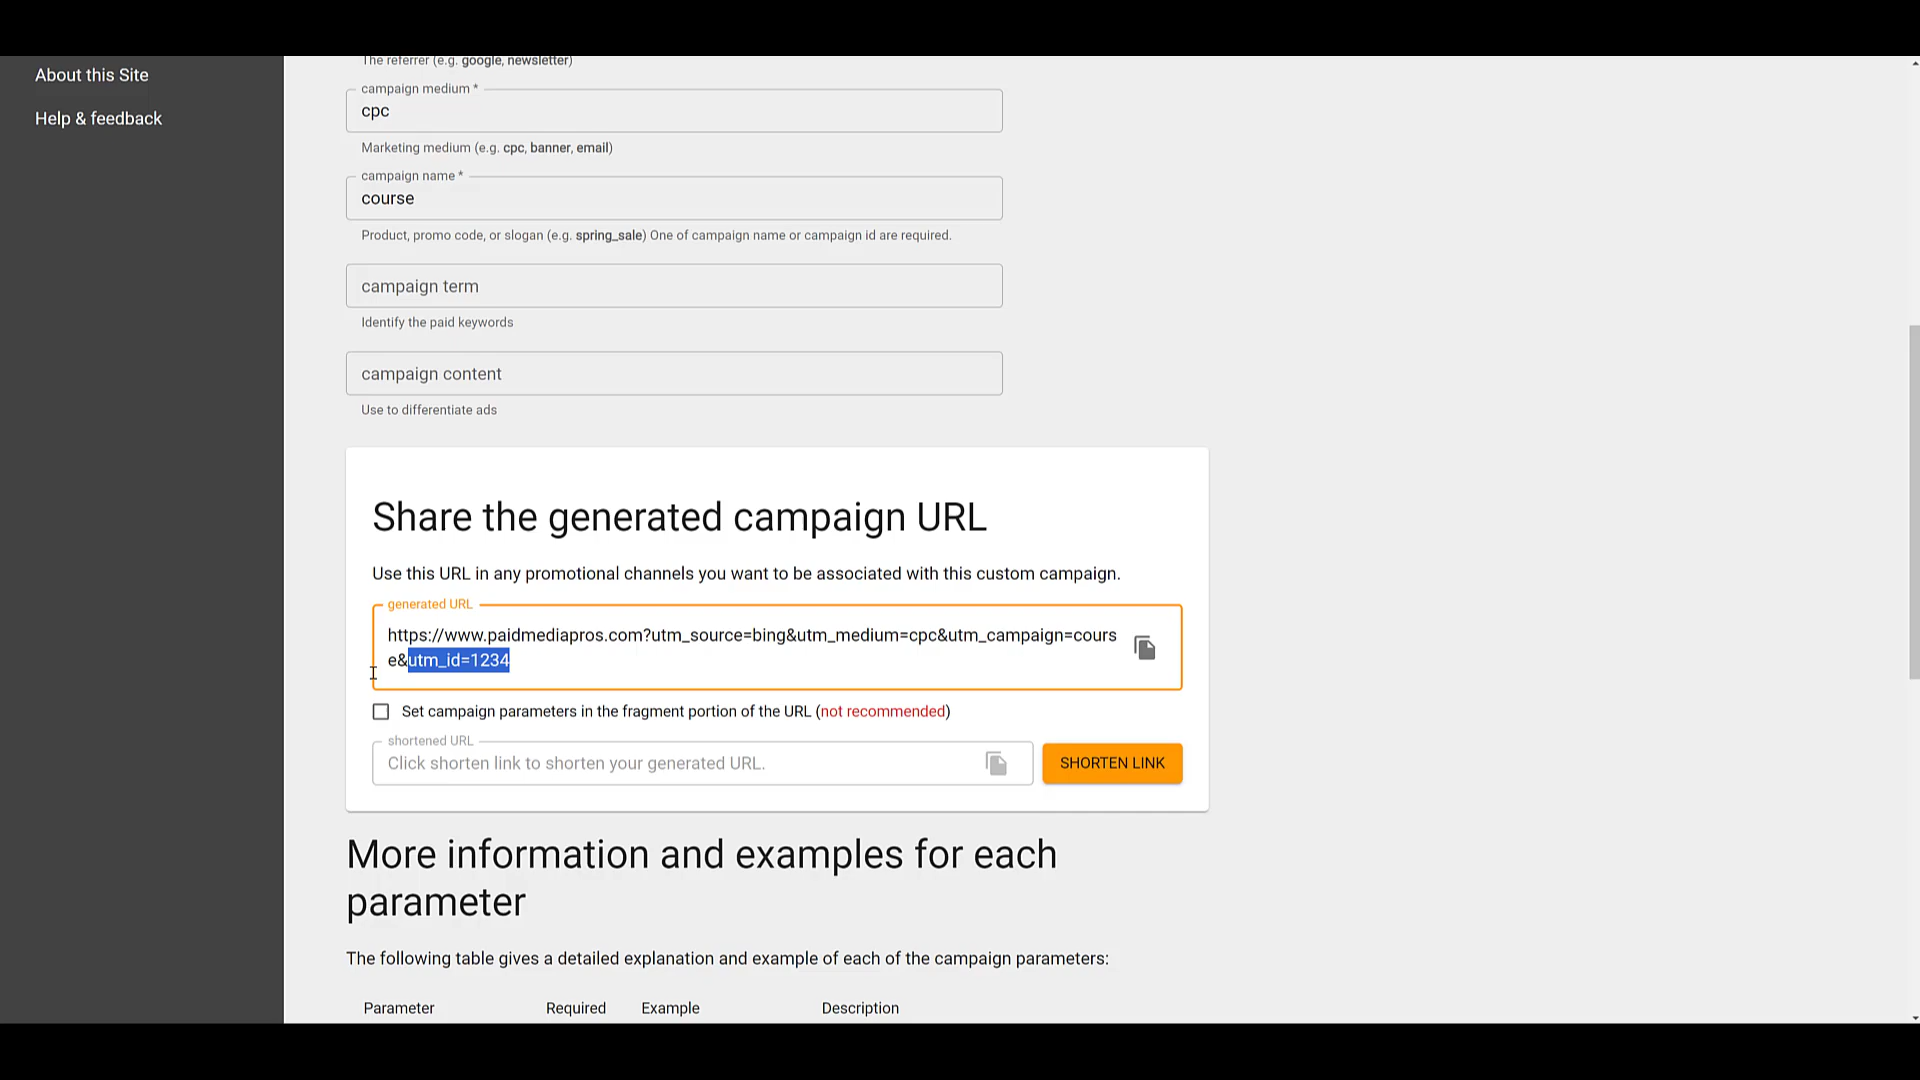 About this Site
Help & feedback
The referrer (e.g. google, newsletter)
campaign medium *
cpc
Marketing medium (e.g. cpc, banner, email)
campaign name *
course
Product, promo code, or slogan (e.g. spring_sale) One of campaign name or campaign id are required.
campaign term
Identify the paid keywords
campaign content
Use to differentiate ads
Share the generated campaign URL
Use this URL in any promotional channels you want to be associated with this custom campaign.
generated URL
https://www.paidmediapros.com?utm_source=bing&utm_medium=cpc&utm_campaign=cours
e&utm_id=1234
Set campaign parameters in the fragment portion of the URL (not recommended)
shortened URL
Click shorten link to shorten your generated URL.
SHORTEN LINK
More information and examples for each
parameter
The following table gives a detailed explanation and example of each of the campaign parameters:
Parameter Required Example Description